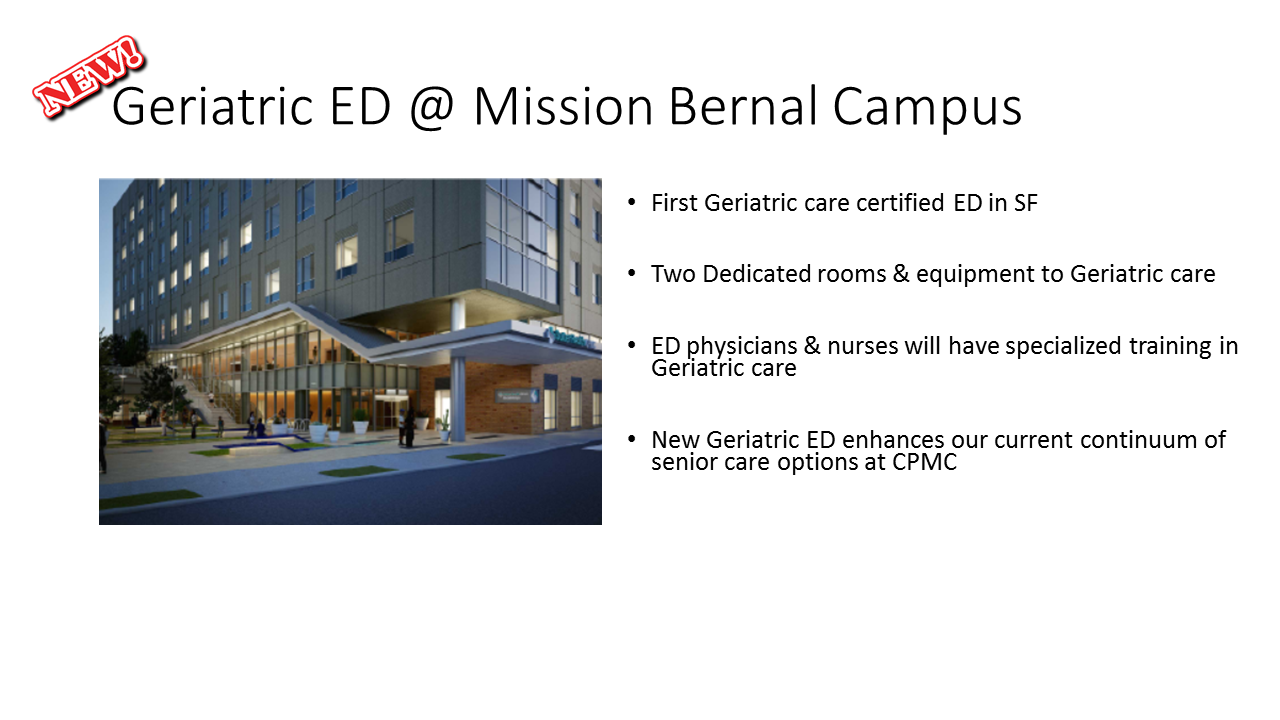 NEW!
Geriatric ED @ Mission Bernal Campus
• First Geriatric care certified ED in SF
• Two Dedicated rooms & equipment to Geriatric care
• ED physicians & nurses will have specialized training in
Geriatric care
• New Geriatric ED enhances our current continuum of
senior care options at CPMC